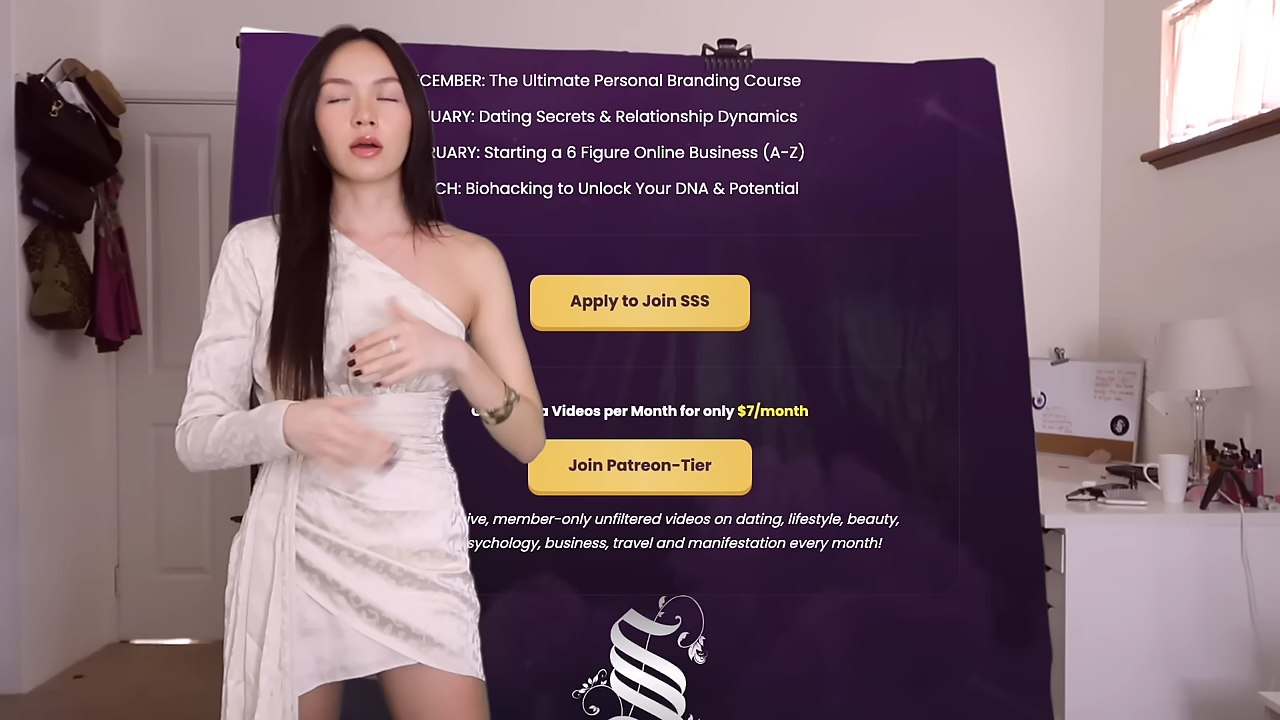 CEMBER: The Ultimate Personal Branding Course
UARY: Dating Secrets & Relationship Dynamics
RUARY: Starting a 6 Figure Online Business (A-Z)
CH: Biohacking to Unlock Your DNA & Potential
Apply to Join SSS
a Videos per Month for only $7/month
Join Patreon-Tier
ive, member-only unfiltered videos on dating, lifestyle, beauty,
sychology, business, travel and manifestation every month!